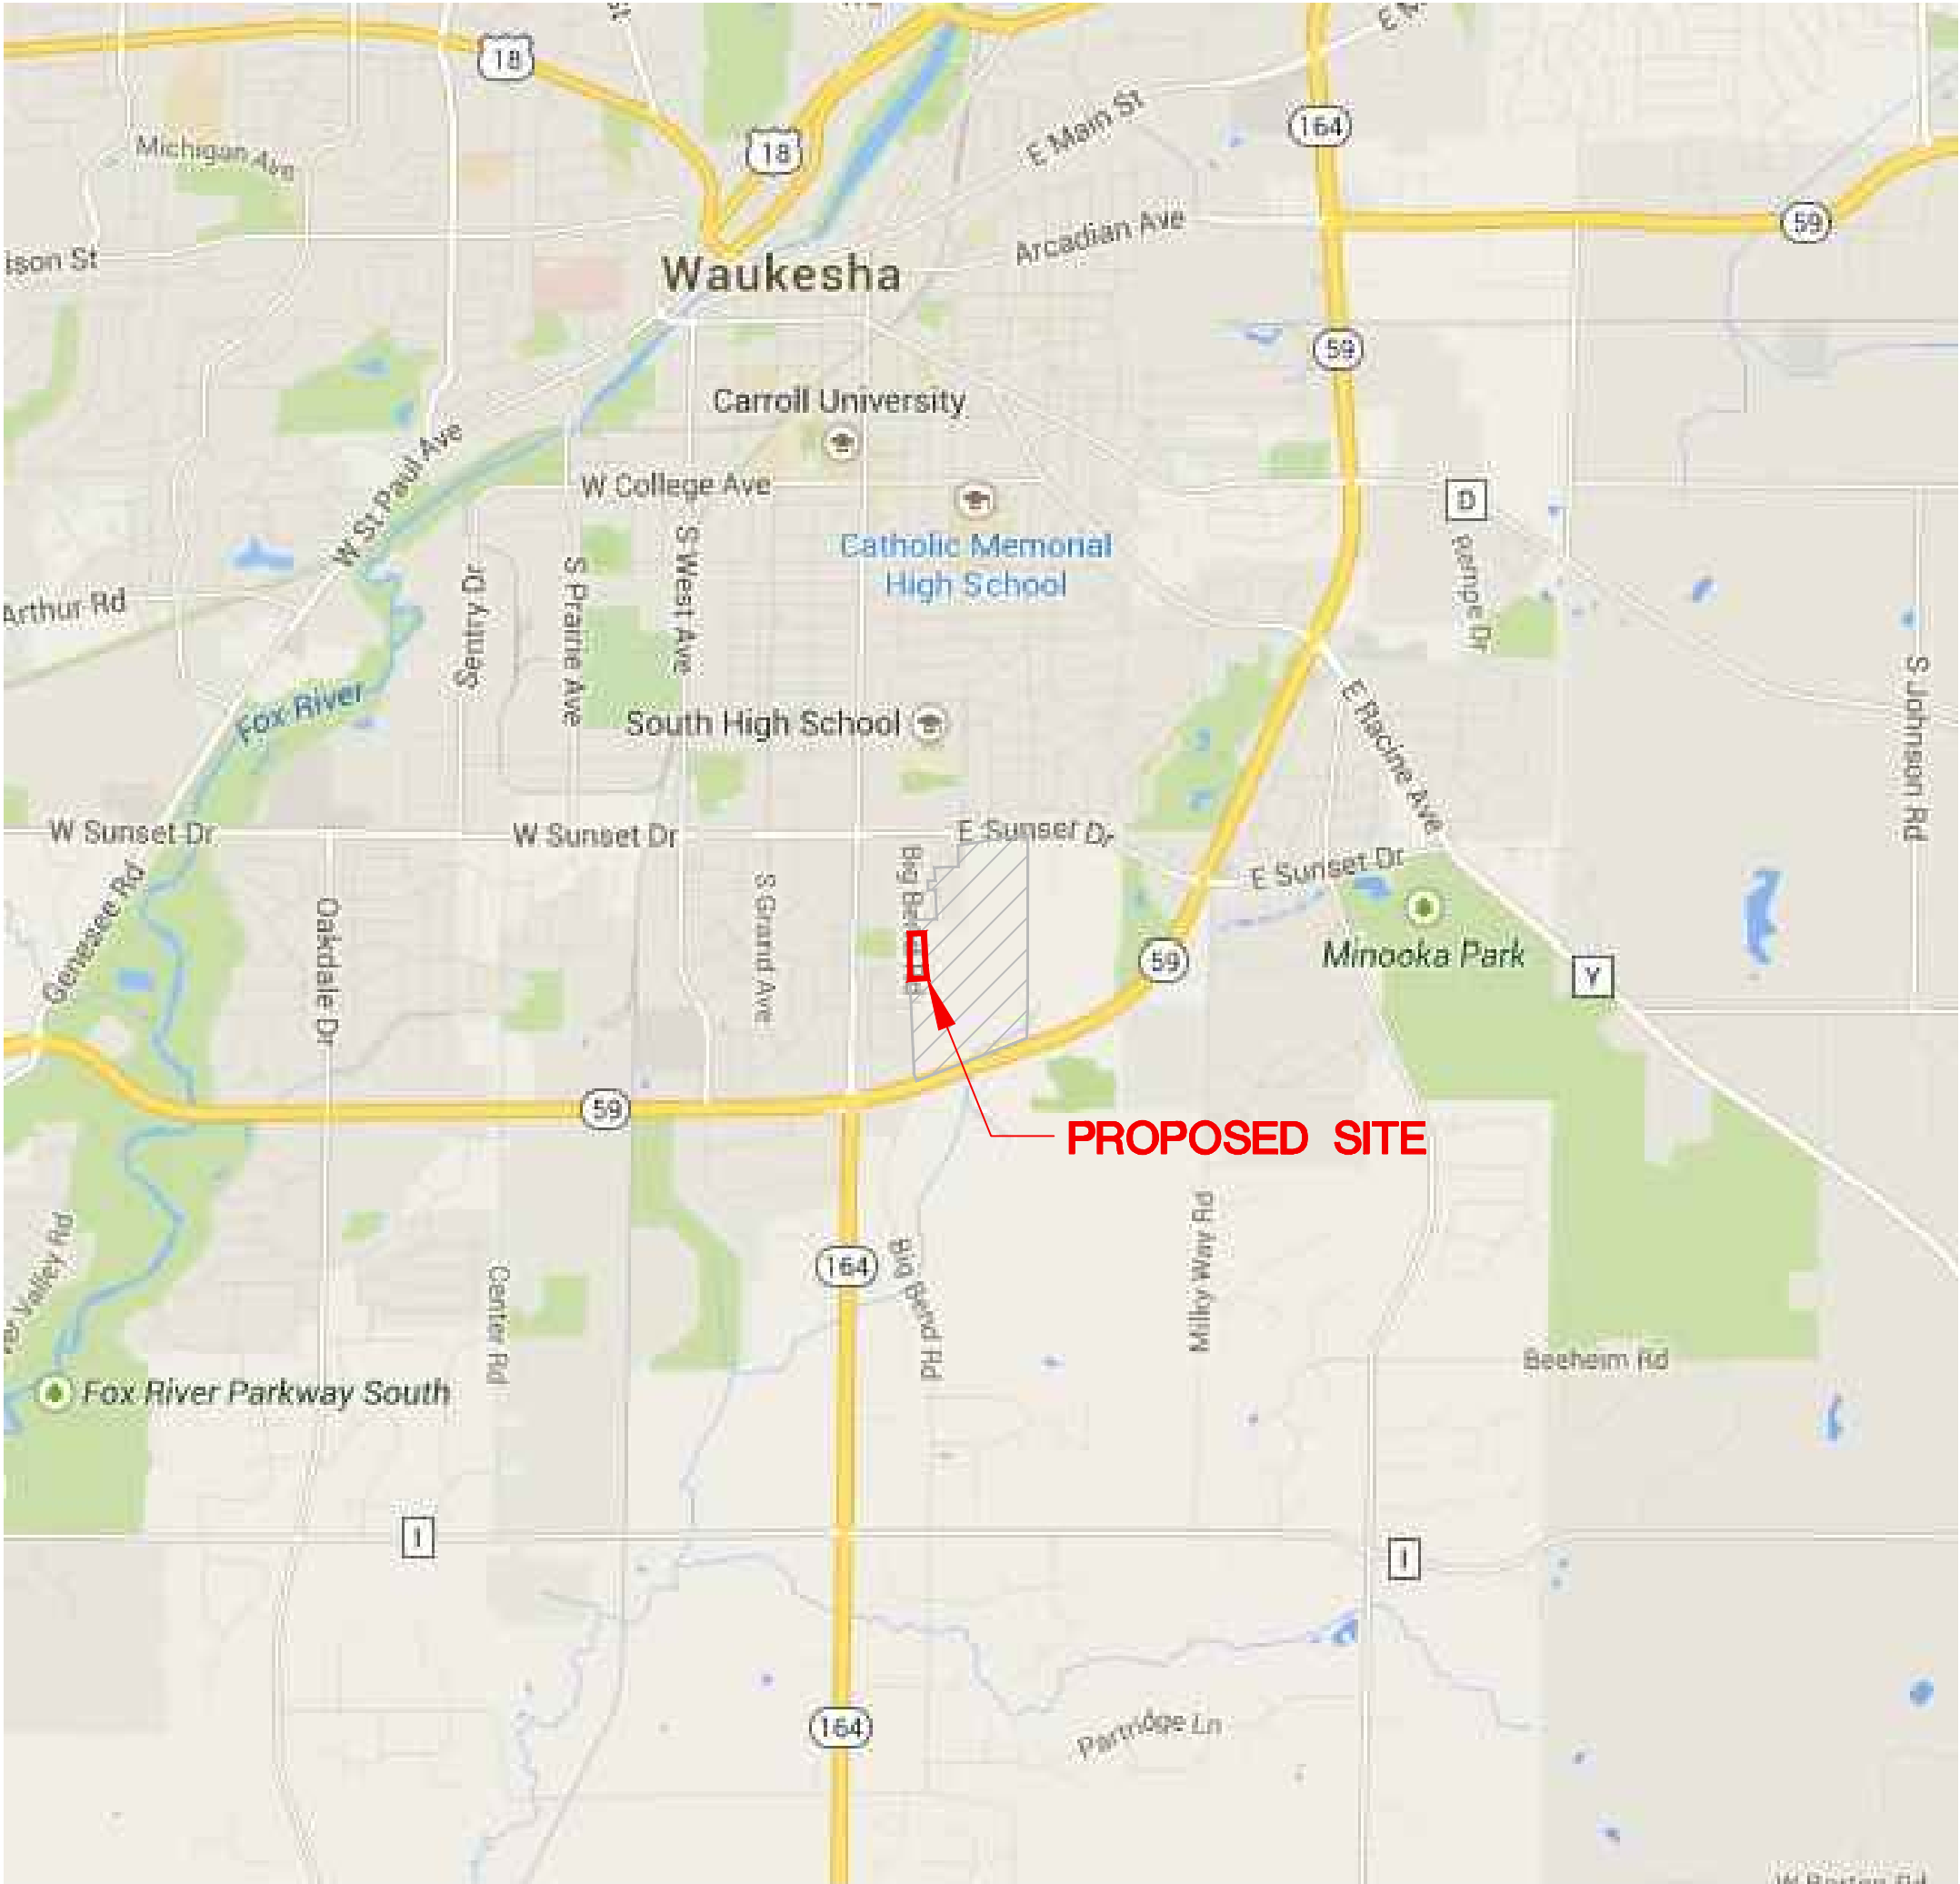 18
E Main St
164
18
Michigan Ave
59
Arcadian Ave
ison St
Waukesha
59
Carroll University
W St Paul Ave
W College Ave
D
Catholic Memorial
High School
S West Ave
S Prairie Ave
Sentry Dr
Arthur Rd
Fox River
South High School
E Racine Ave
S Johnson Rd
W Sunset Dr
W Sunset Dr
E Sunset Dr
E Sunset Dr
Genesee Rd
Oakdale Dr
S Grand Ave
Minooka Park
59
Y
59
PROPOSED SITE
Valley Rd
Center Rd
164
Big Bend Rd
Milky Way Rd
Fox River Parkway South
I
I
164
Partridge Ln